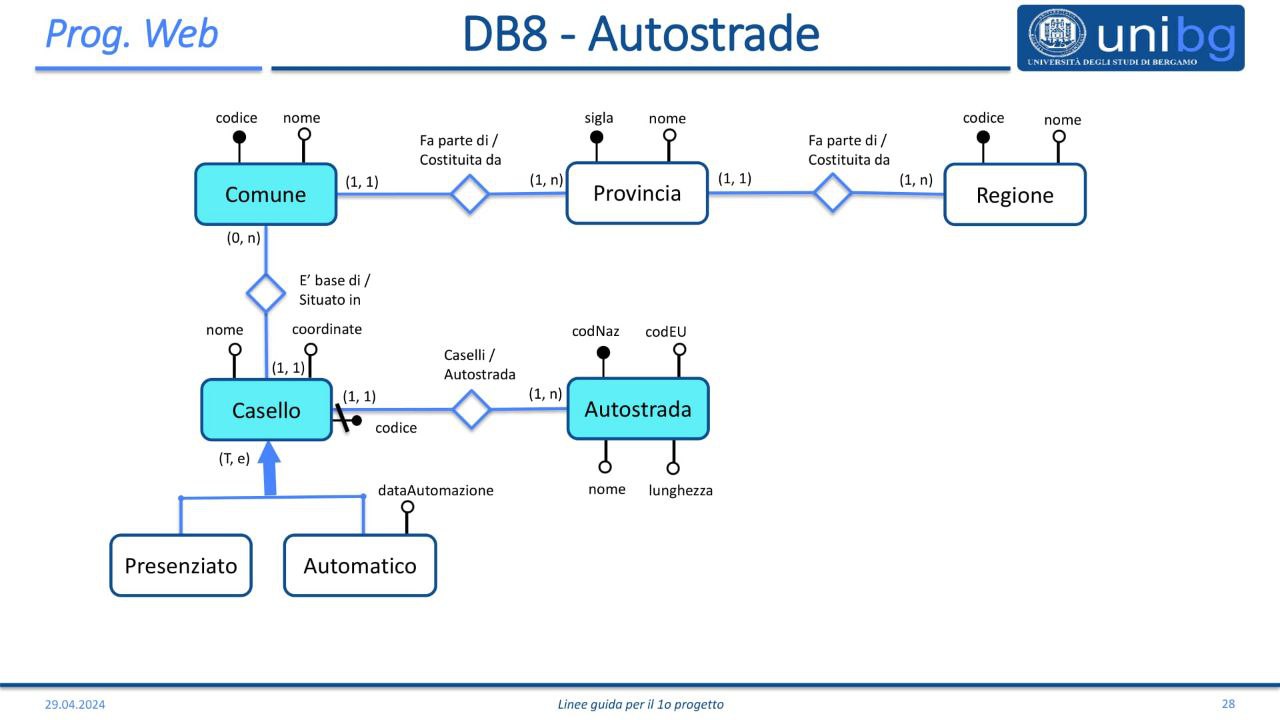 Prog. Web
DB8 - Autostrade
unibg
UNIVERSITÀ DEGLI STUDI DI BERGAMO
codice
nome
Fa parte di /
Costituita da
sigla
nome
Fa parte di /
Costituita da
codice
nome
Comune
(1, 1)
(1, n)
Provincia
(1, 1)
(1, n)
Regione
(0, n)
E' base di /
Situato in
nome
coordinate
(1, 1)
Caselli /
Autostrada
codNaz
codEU
Casello
(1, 1)
(1, n)
Autostrada
codice
(T, e)
nome
lunghezza
dataAutomazione
Presenziato
Automatico
29.04.2024
Linee guida per il 1o progetto
28